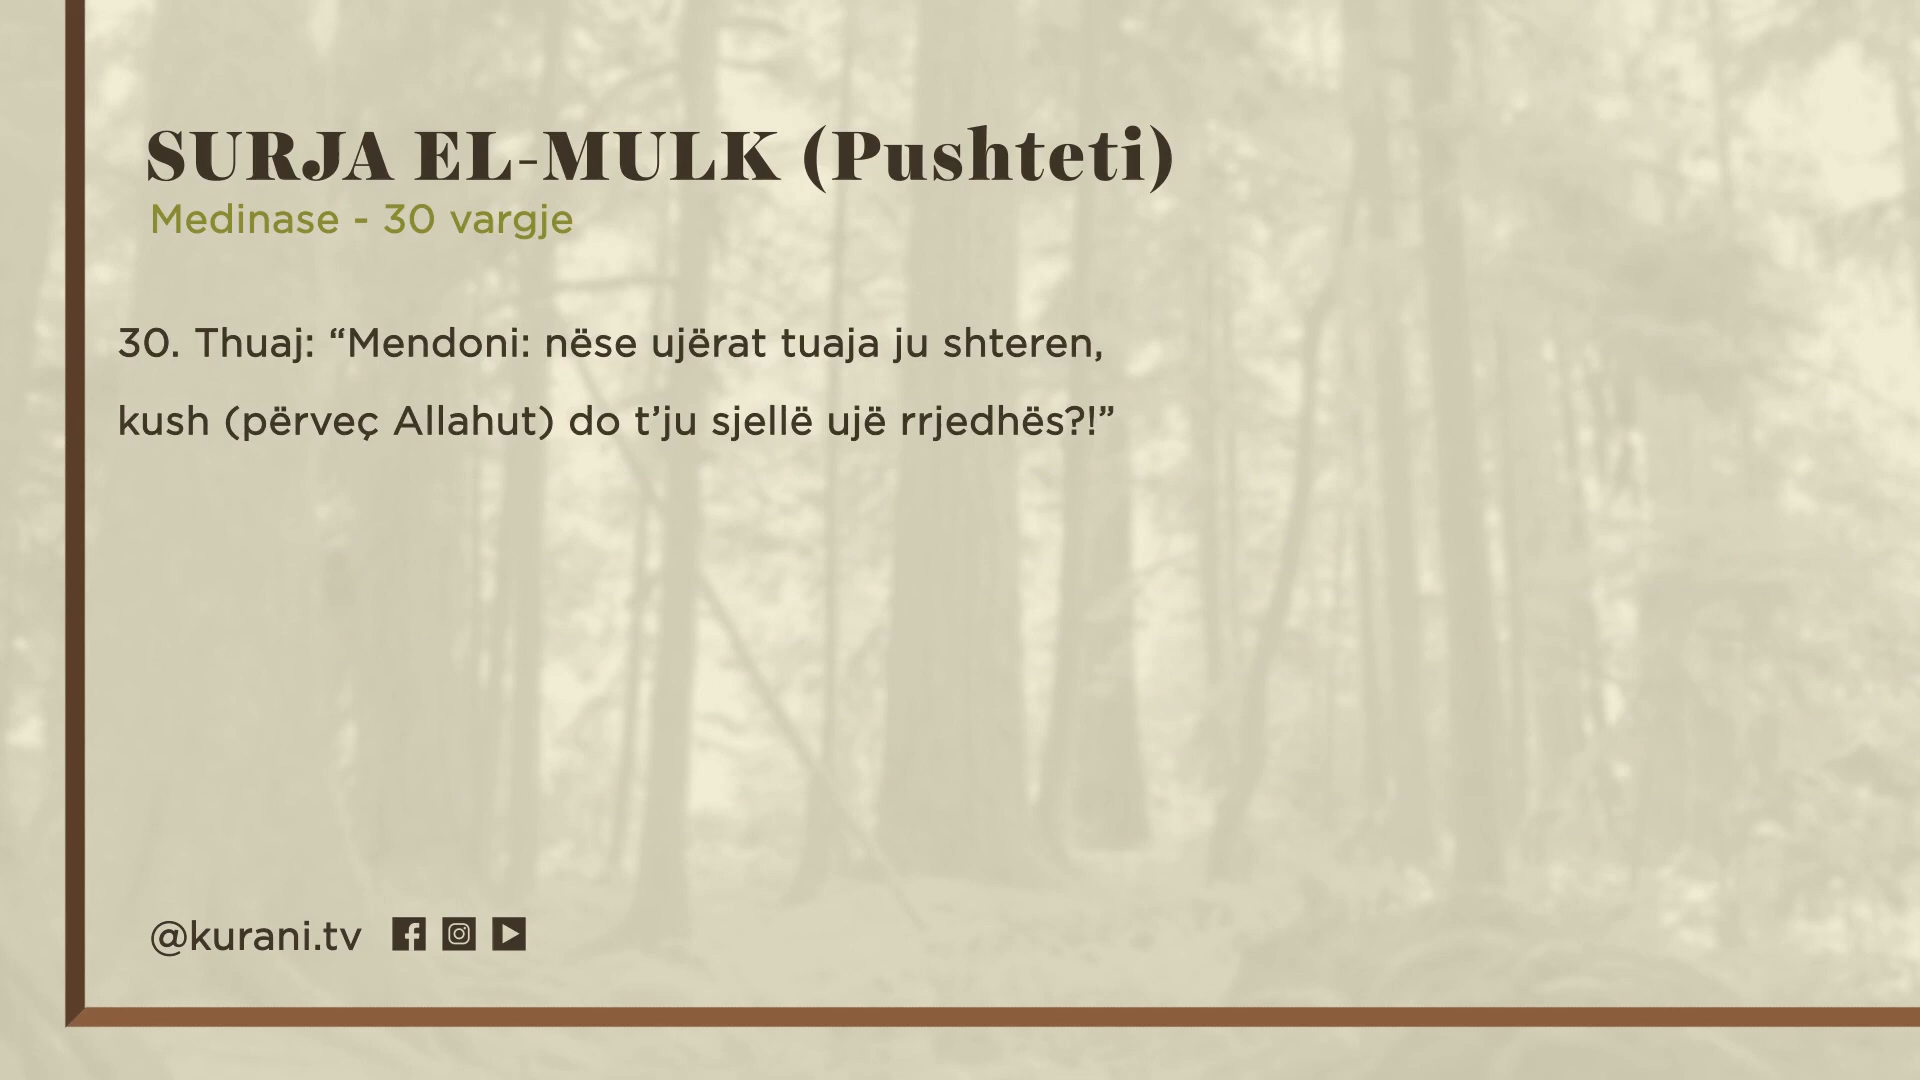 SURJA EL-MULK (Pushteti)
Medinase - 30 vargje
30. Thuaj: “Mendoni: nëse ujërat tuaja ju shteren,
kush (përveç Allahut) do t’ju sjellë ujë rrjedhës?!”
@kurani.tv